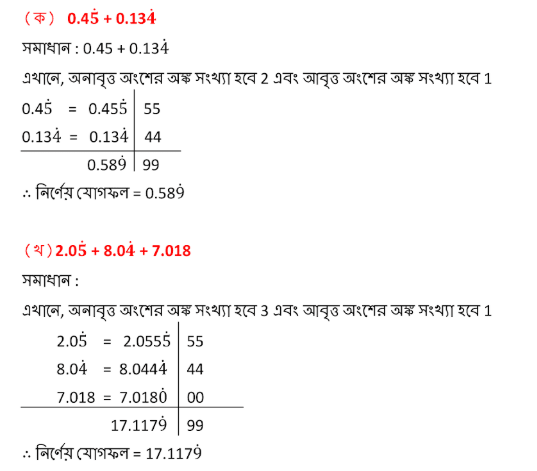 (ক) 0.45̇ + 0.134̇
সমাধান : 0.45 + 0.134̇
এখানে, অনাবৃত্ত অংশের অঙ্ক সংখ্যা হবে 2 এবং আবৃত্ত অংশের অঙ্ক সংখ্যা হবে 1
0.45̇ = 0.455̇ | 55
0.134̇ = 0.134̇ | 44
0.589̇ | 99
∴ নির্ণেয় যোগফল = 0.589̇
(খ) 2.05̇ + 8.04̇ + 7.018
সমাধান :
এখানে, অনাবৃত্ত অংশের অঙ্ক সংখ্যা হবে 3 এবং আবৃত্ত অংশের অঙ্ক সংখ্যা হবে 1
2.05̇ = 2.0555̇ | 55
8.04̇ = 8.0444̇ | 44
7.018 = 7.0180̇ | 00
17.1179̇ | 99
∴ নির্ণেয় যোগফল = 17.1179̇